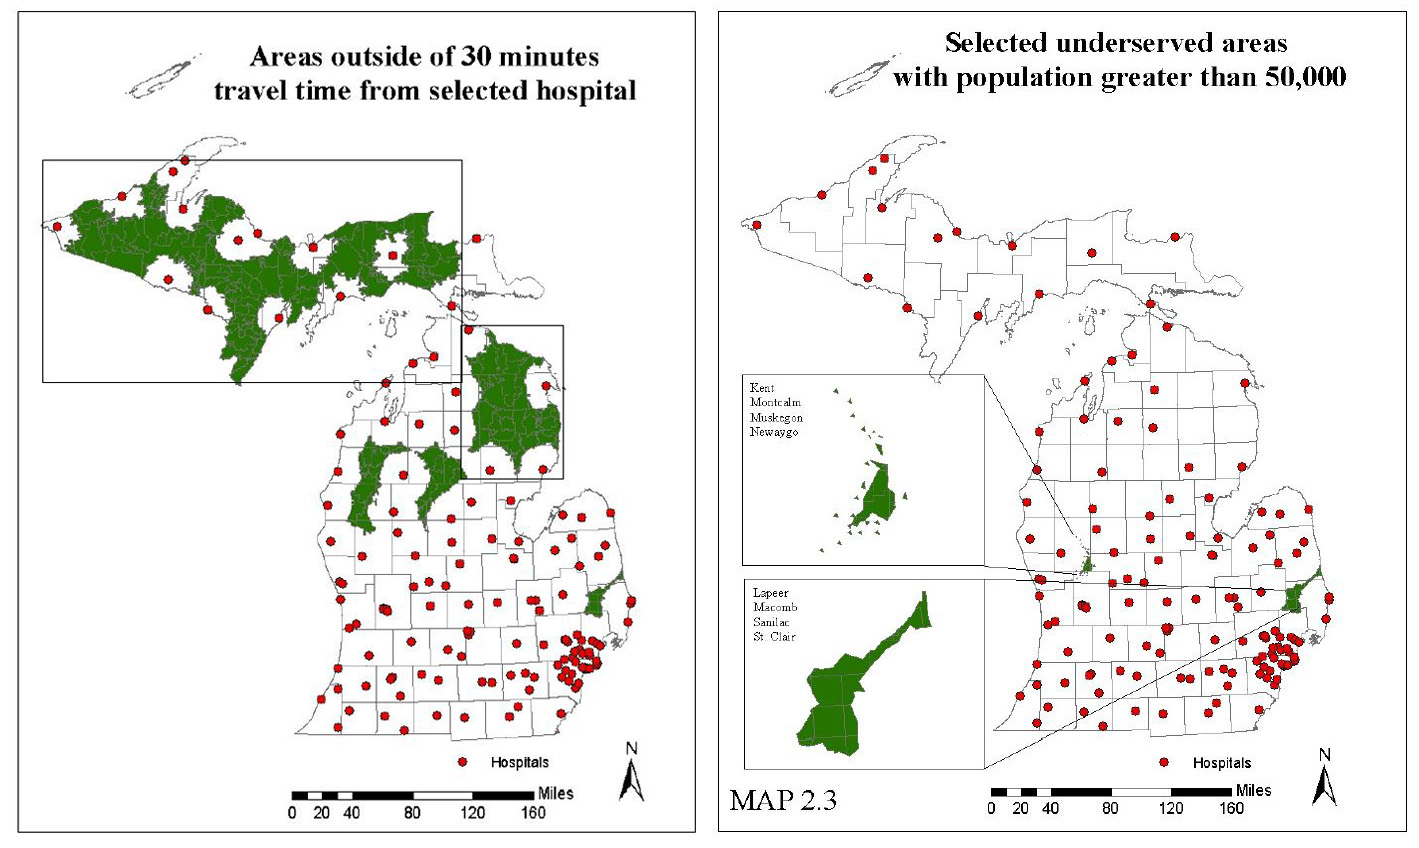 Areas outside of 30 minutes
travel time from selected hospital
N
Hospitals
Miles
0 20 40 80 120 160
Selected underserved areas
with population greater than 50,000
Kent
Montcalm
Muskegon
Newaygo
Lapeer
Macomb
Sanilac
St. Clair
N
Hospitals
MAP 2.3
Miles
0 20 40 80 120 160